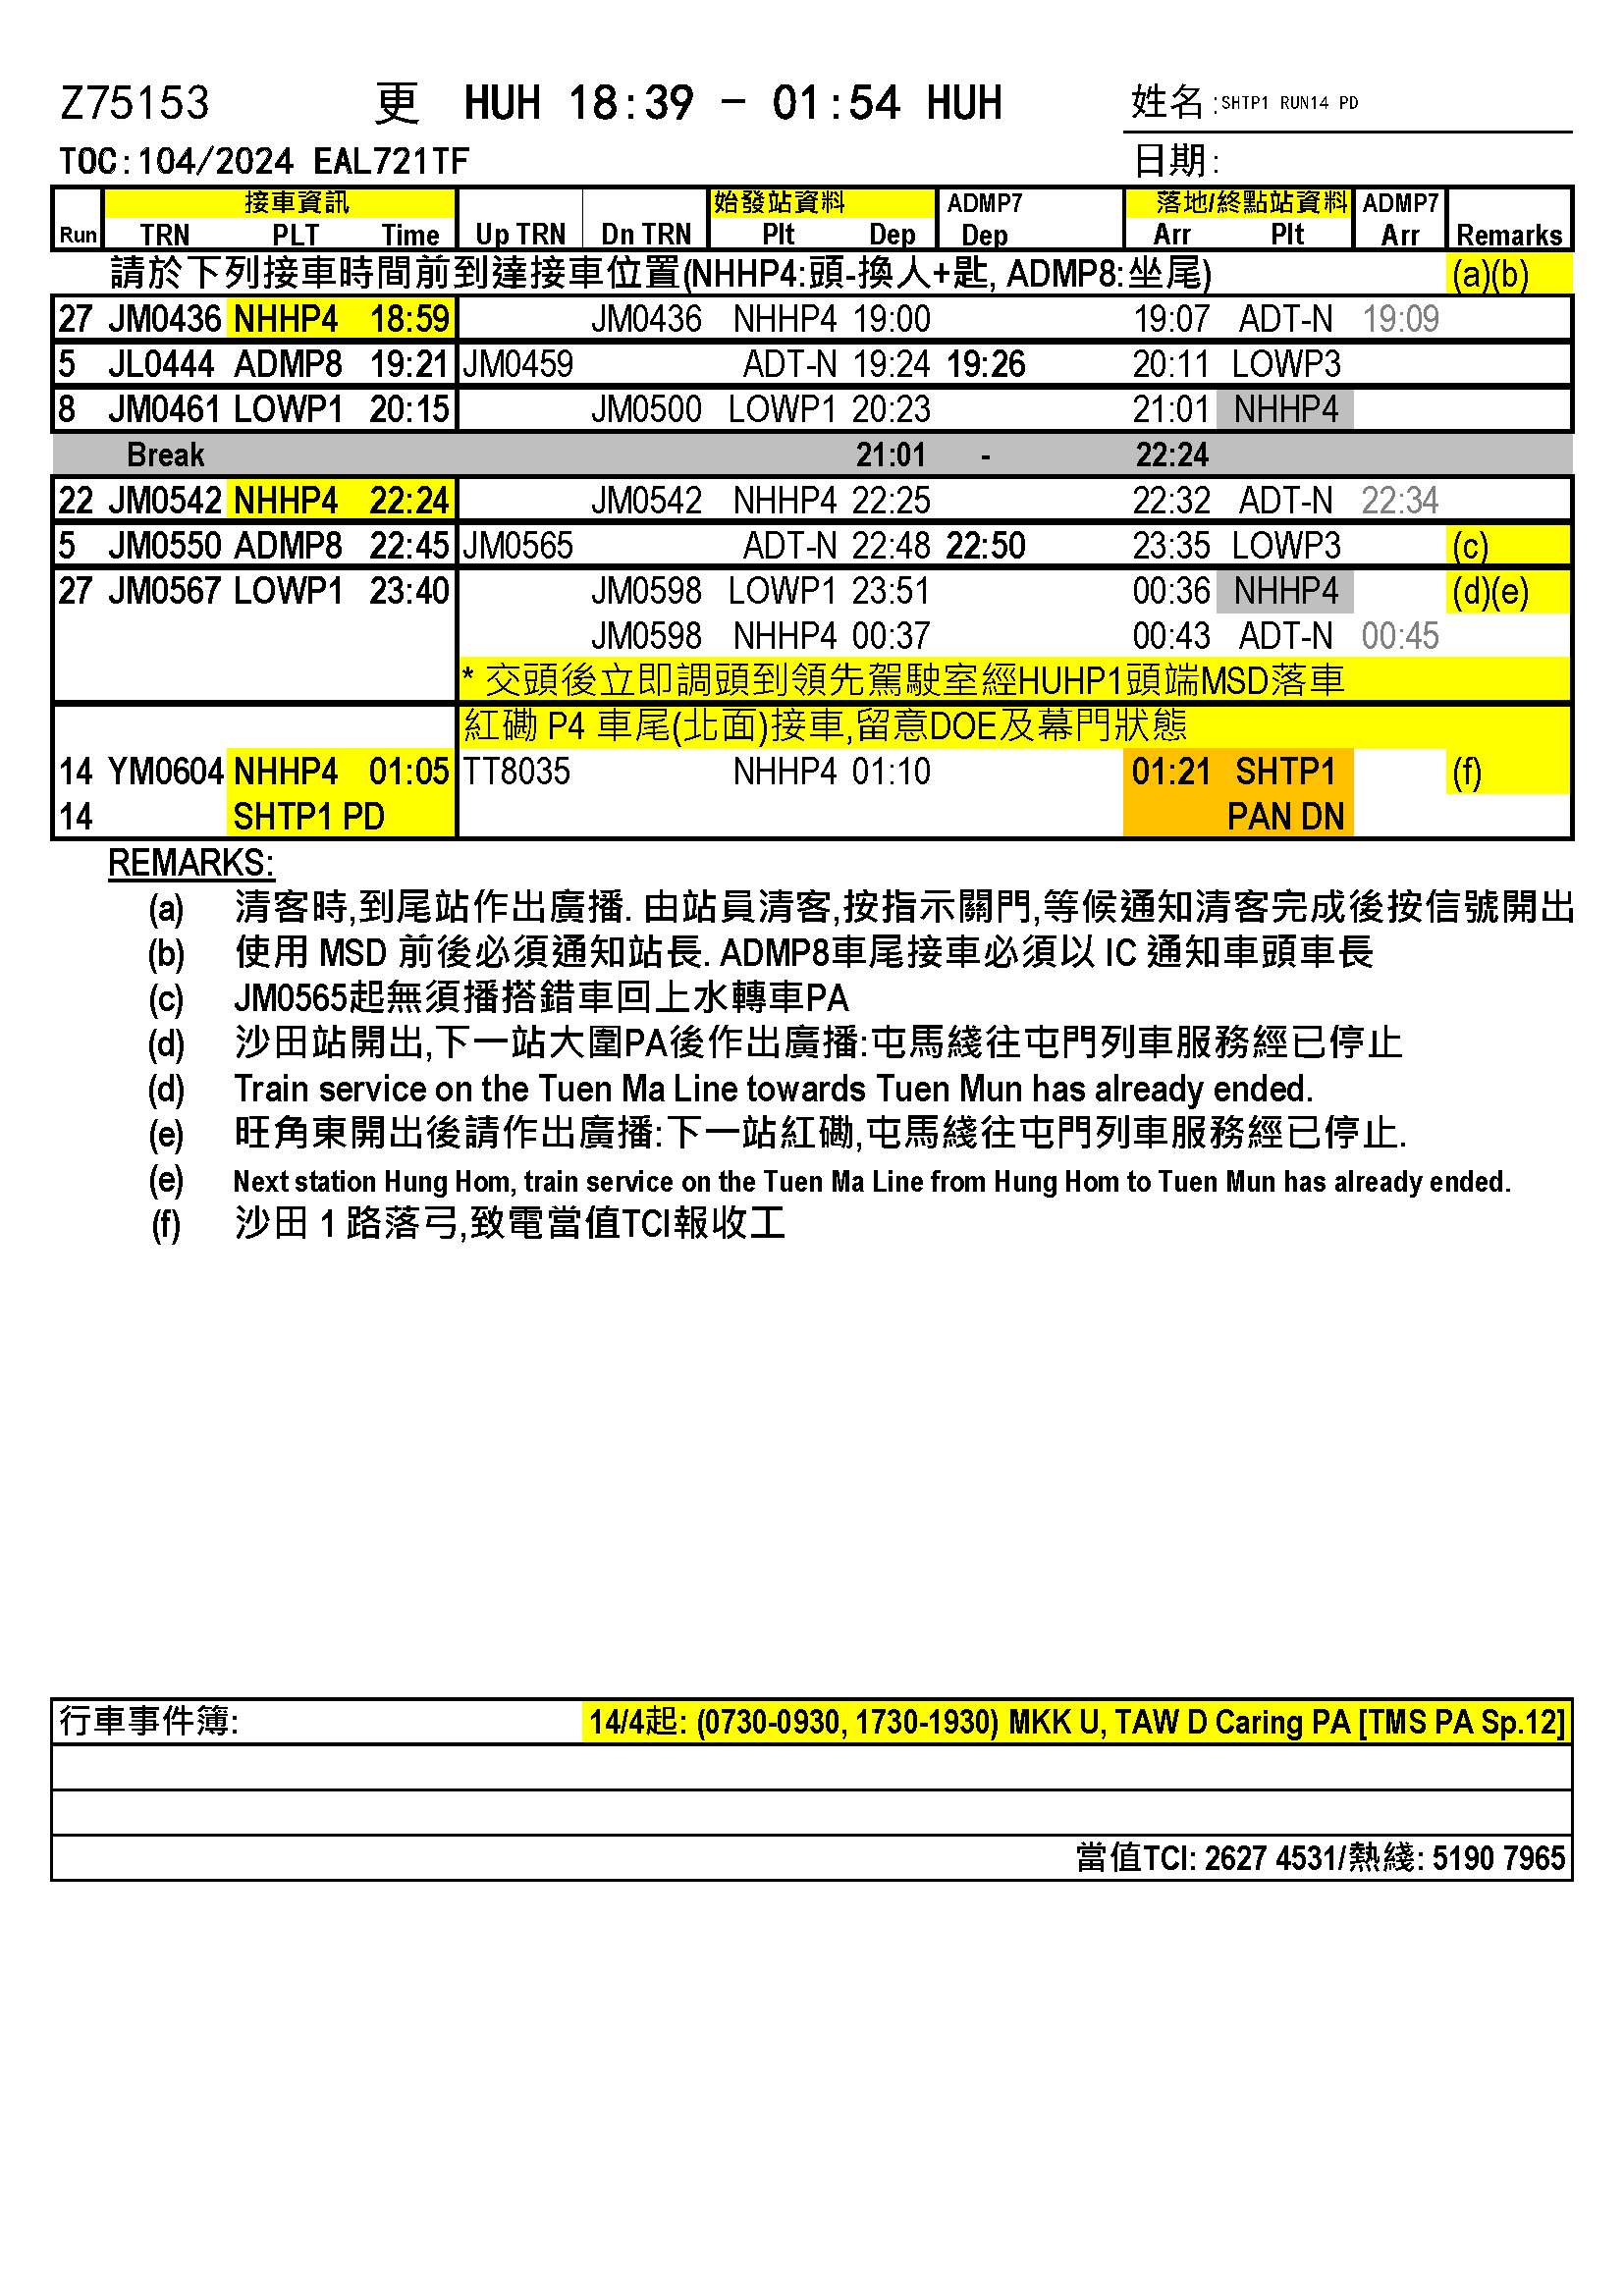 Z75153 更 HUH 18:39 - 01:54 HUH 姓名:SHTP1 RUN14 PD
TOC:104/2024 EAL721TF 日期:
接車資訊 始發站資料 ADMP7 落地/終點站資料 ADMP7
Run TRN PLT Time Up TRN Dn TRN Plt Dep Dep Arr Plt Arr Remarks
請於下列接車時間前到達接車位置(NHHP4:頭-換人+匙, ADMP8:坐尾) (a)(b)
27 JM0436 NHHP4 18:59 JM0436 NHHP4 19:00 19:07 ADT-N 19:09
5 JL0444 ADMP8 19:21 JM0459 ADT-N 19:24 19:26 20:11 LOWP3
8 JM0461 LOWP1 20:15 JM0500 LOWP1 20:23 21:01 NHHP4
Break 21:01 - 22:24
22 JM0542 NHHP4 22:24 JM0542 NHHP4 22:25 22:32 ADT-N 22:34
5 JM0550 ADMP8 22:45 JM0565 ADT-N 22:48 22:50 23:35 LOWP3 (c)
27 JM0567 LOWP1 23:40 JM0598 LOWP1 23:51 00:36 NHHP4 (d)(e)
JM0598 NHHP4 00:37 00:43 ADT-N 00:45
* 交頭後立即調頭到領先駕駛室經HUHP1頭端MSD落車
紅磡 P4 車尾(北面)接車,留意DOE及幕門狀態
14 YM0604 NHHP4 01:05 TT8035 NHHP4 01:10 01:21 SHTP1 (f)
14 SHTP1 PD PAN DN
REMARKS:
(a) 清客時,到尾站作出廣播. 由站員清客,按指示關門,等候通知清客完成後按信號開出
(b) 使用 MSD 前後必須通知站長. ADMP8車尾接車必須以 IC 通知車頭車長
(c) JM0565起無須播搭錯車回上水轉車PA
(d) 沙田站開出,下一站大圍PA後作出廣播:屯馬綫往屯門列車服務經已停止
(d) Train service on the Tuen Ma Line towards Tuen Mun has already ended.
(e) 旺角東開出後請作出廣播:下一站紅磡,屯馬綫往屯門列車服務經已停止.
(e) Next station Hung Hom, train service on the Tuen Ma Line from Hung Hom to Tuen Mun has already ended.
(f) 沙田 1 路落弓,致電當值TCI報收工
行車事件簿: 14/4起: (0730-0930, 1730-1930) MKK U, TAW D Caring PA [TMS PA Sp.12]
當值TCI: 2627 4531/熱綫: 5190 7965